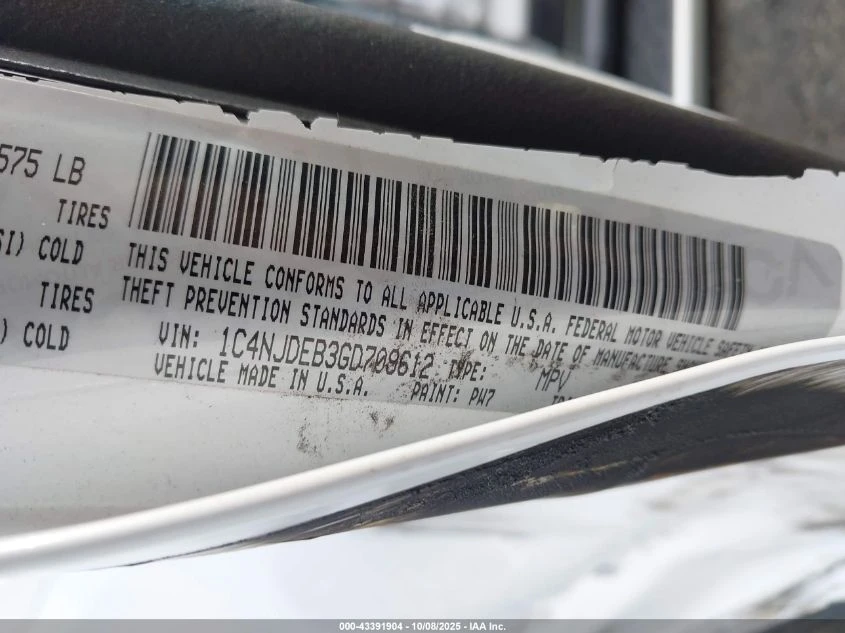 575 LB
TIRES
SI) COLD
TIRES
) COLD
THIS VEHICLE CONFORMS TO ALL APPLICABLE U.S.A. FEDERAL MOTOR VEHICLE SAFETY
THEFT PREVENTION STANDARDS IN EFFECT ON THE DATE OF MANUFACTURE
VIN: 1C4NJDEB3GD709612 TYPE: MPV
VEHICLE MADE IN U.S.A. PAINT: PW7
000-43391904 - 10/08/2025 - IAA Inc.